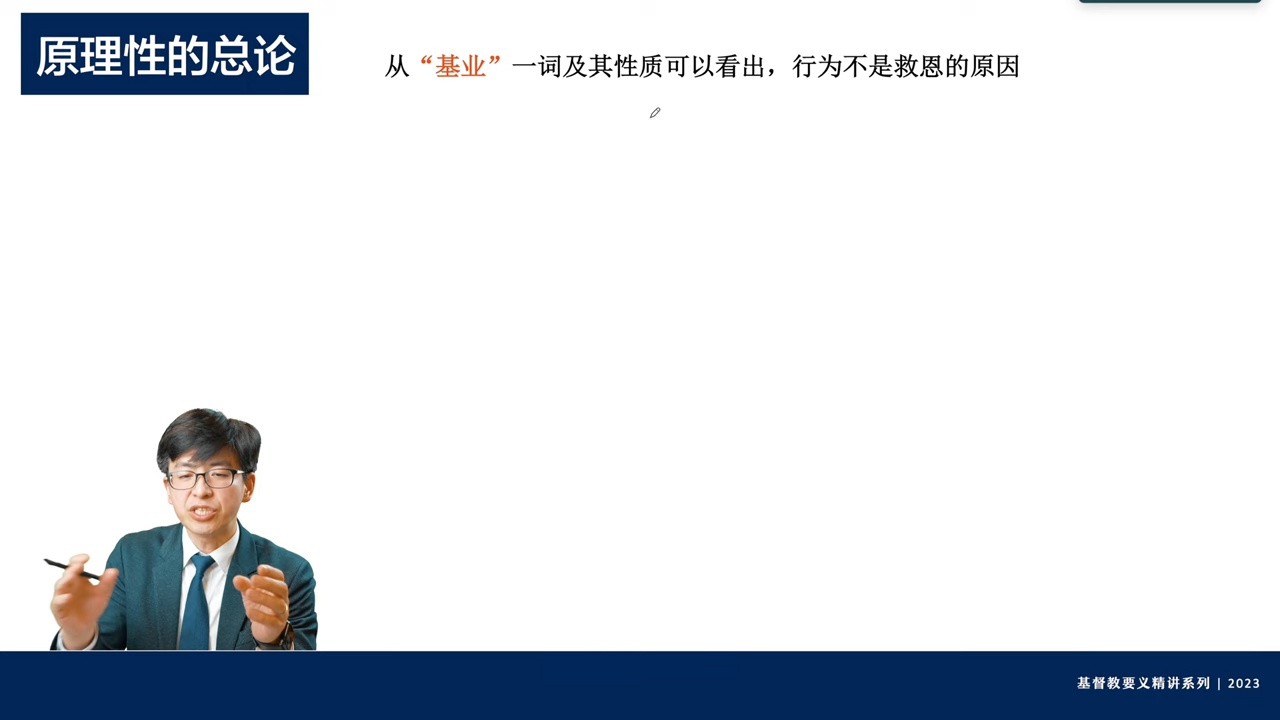 原理性的总论
从“基业”一词及其性质可以看出，行为不是救恩的原因
基督教要义精讲系列 | 2023